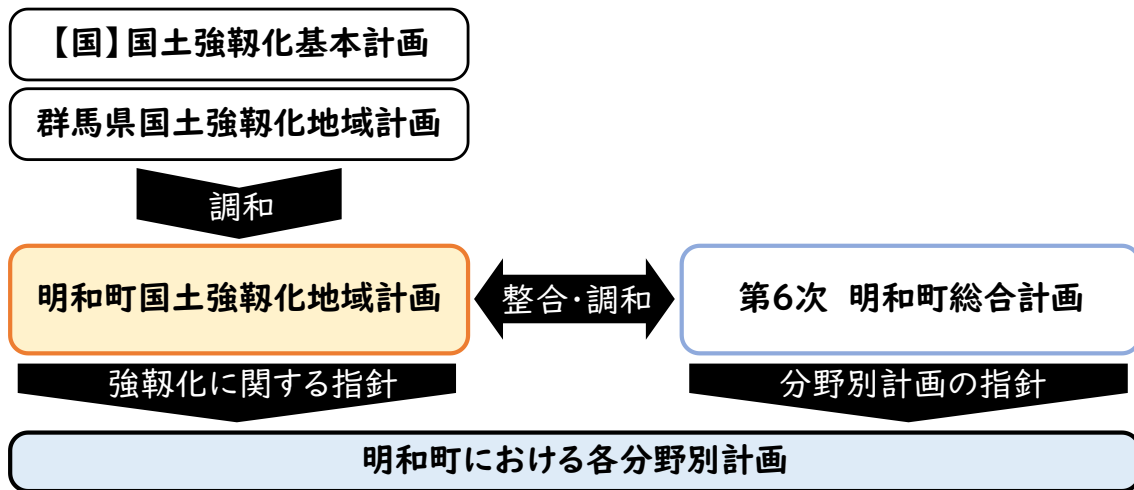 【国】国土強靱化基本計画
群馬県国土強靱化地域計画
調和
明和町国土強靱化地域計画
整合・調和
第6次 明和町総合計画
強靱化に関する指針
分野別計画の指針
明和町における各分野別計画